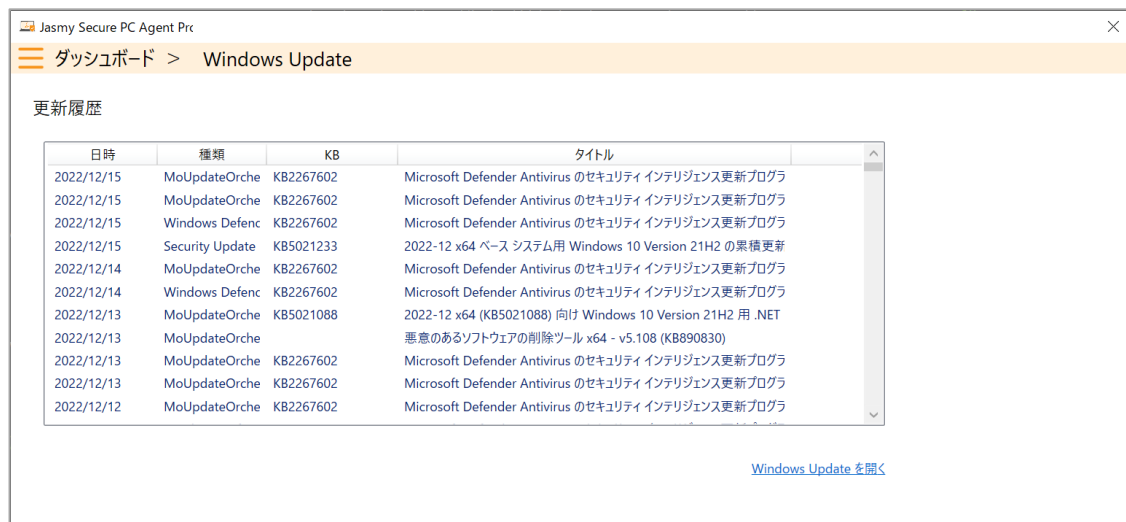 Jasmy Secure PC Agent Pro
ダッシュボード > Windows Update
更新履歴
日時 種類 KB タイトル
2022/12/15 MoUpdateOrche KB2267602 Microsoft Defender Antivirus のセキュリティ インテリジェンス更新プログラ
2022/12/15 MoUpdateOrche KB2267602 Microsoft Defender Antivirus のセキュリティ インテリジェンス更新プログラ
2022/12/15 Windows Defenc KB2267602 Microsoft Defender Antivirus のセキュリティ インテリジェンス更新プログラ
2022/12/15 Security Update KB5021233 2022-12 x64 ベース システム用 Windows 10 Version 21H2 の累積更新
2022/12/14 MoUpdateOrche KB2267602 Microsoft Defender Antivirus のセキュリティ インテリジェンス更新プログラ
2022/12/14 Windows Defenc KB2267602 Microsoft Defender Antivirus のセキュリティ インテリジェンス更新プログラ
2022/12/13 MoUpdateOrche KB5021088 2022-12 x64 (KB5021088) 向け Windows 10 Version 21H2 用 .NET
2022/12/13 MoUpdateOrche 悪意のあるソフトウェアの削除ツール x64 - v5.108 (KB890830)
2022/12/13 MoUpdateOrche KB2267602 Microsoft Defender Antivirus のセキュリティ インテリジェンス更新プログラ
2022/12/13 MoUpdateOrche KB2267602 Microsoft Defender Antivirus のセキュリティ インテリジェンス更新プログラ
2022/12/12 MoUpdateOrche KB2267602 Microsoft Defender Antivirus のセキュリティ インテリジェンス更新プログラ
Windows Update を開く